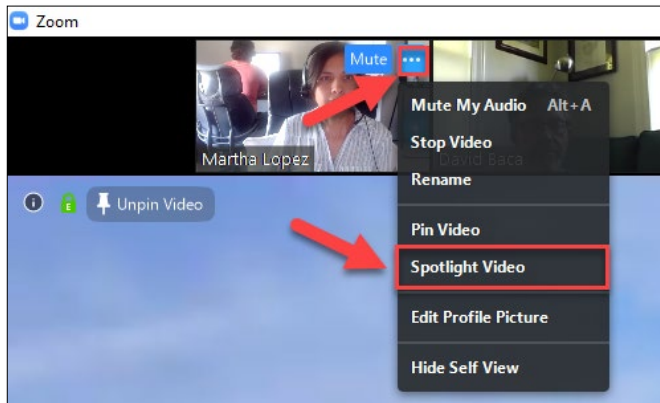 Zoom
Mute ...
Mute My Audio Alt+A
Stop Video
Martha Lopez
David Baca
Rename
Unpin Video
Pin Video
Spotlight Video
Edit Profile Picture
Hide Self View